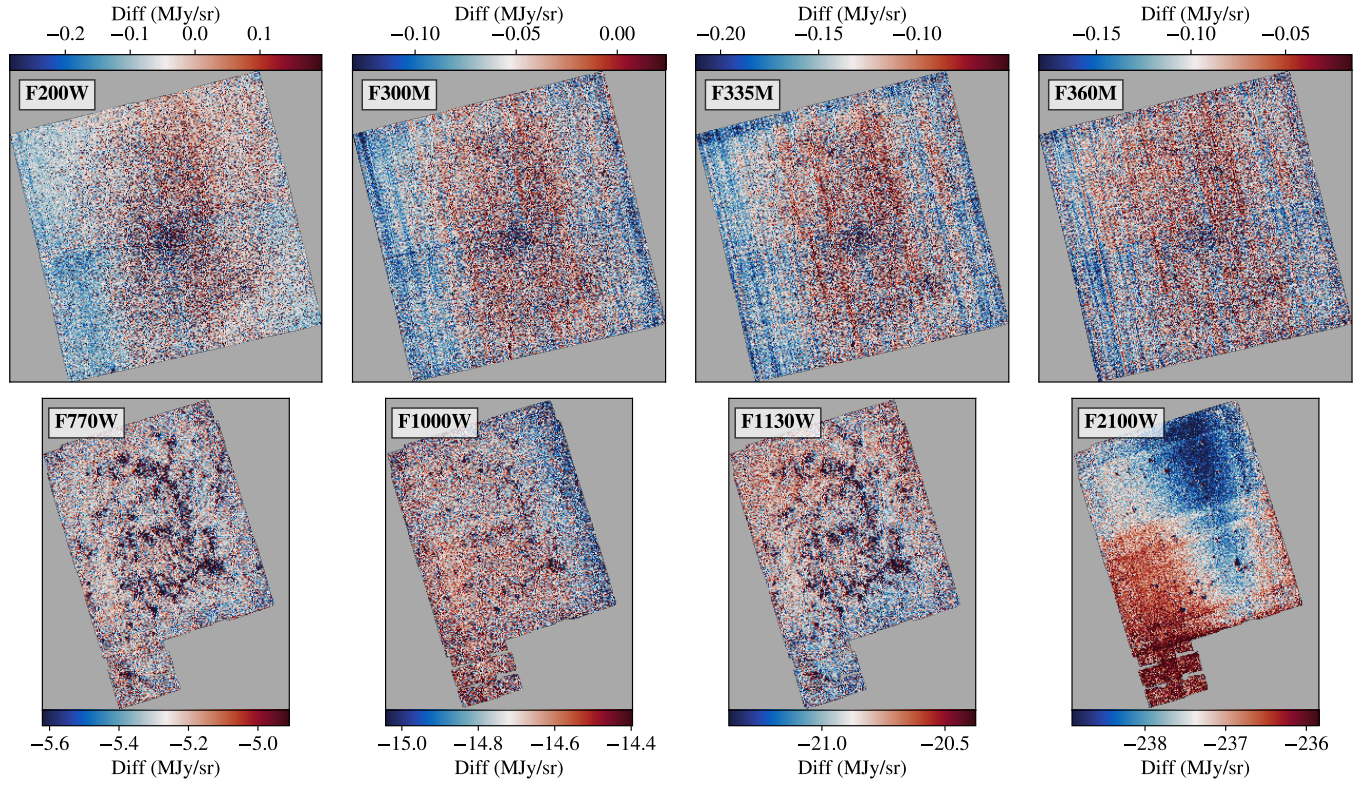 Diff (MJy/sr) Diff (MJy/sr) Diff (MJy/sr) Diff (MJy/sr)
−0.2 −0.1 0.0 0.1 −0.10 −0.05 0.00 −0.20 −0.15 −0.10 −0.15 −0.10 −0.05
F200W F300M F335M F360M
F770W F1000W F1130W F2100W
−5.6 −5.4 −5.2 −5.0 −15.0 −14.8 −14.6 −14.4 −21.0 −20.5 −238 −237 −236
Diff (MJy/sr) Diff (MJy/sr) Diff (MJy/sr) Diff (MJy/sr)